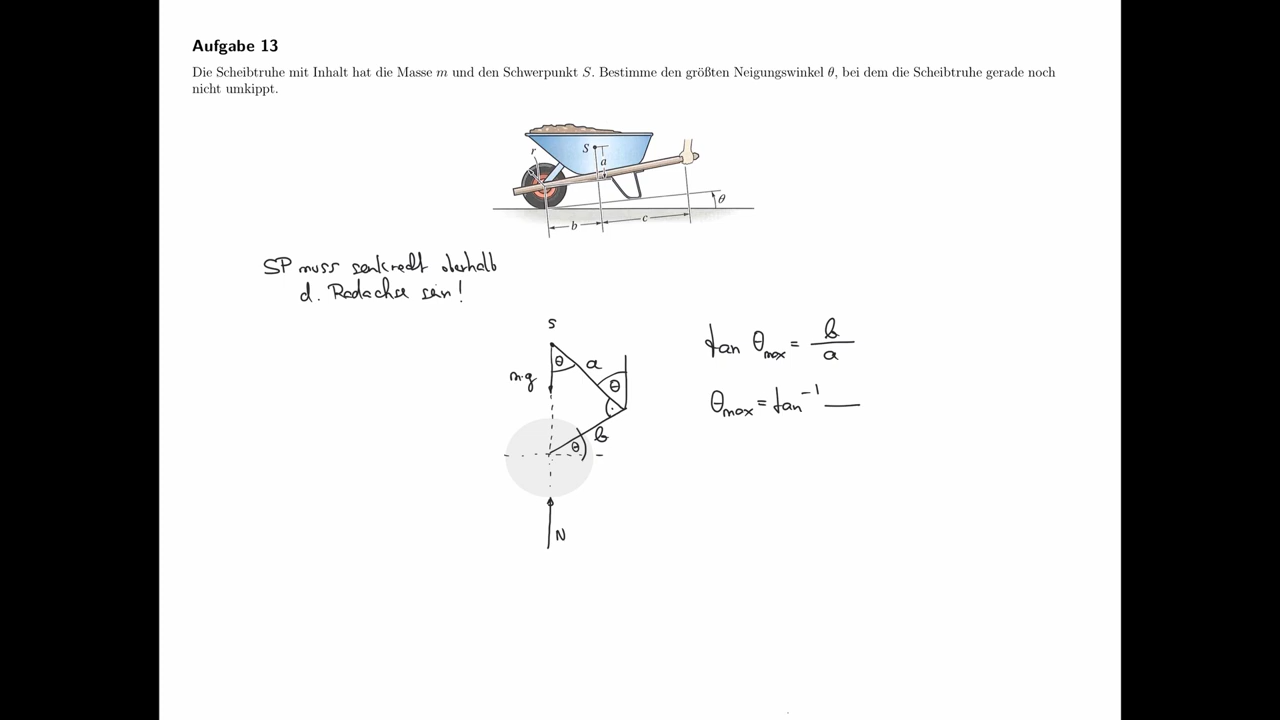 Aufgabe 13
Die Scheibtruhe mit Inhalt hat die Masse m und den Schwerpunkt S. Bestimme den größten Neigungswinkel θ, bei dem die Scheibtruhe gerade noch
nicht umkippt.
r
S
a
θ
b
c
SP muss senkrecht oberhalb
d. Radachse sein!
S
θ
a
m·g
θ
b
θ
N
tan θmax = b/a
θmax = tan⁻¹ —